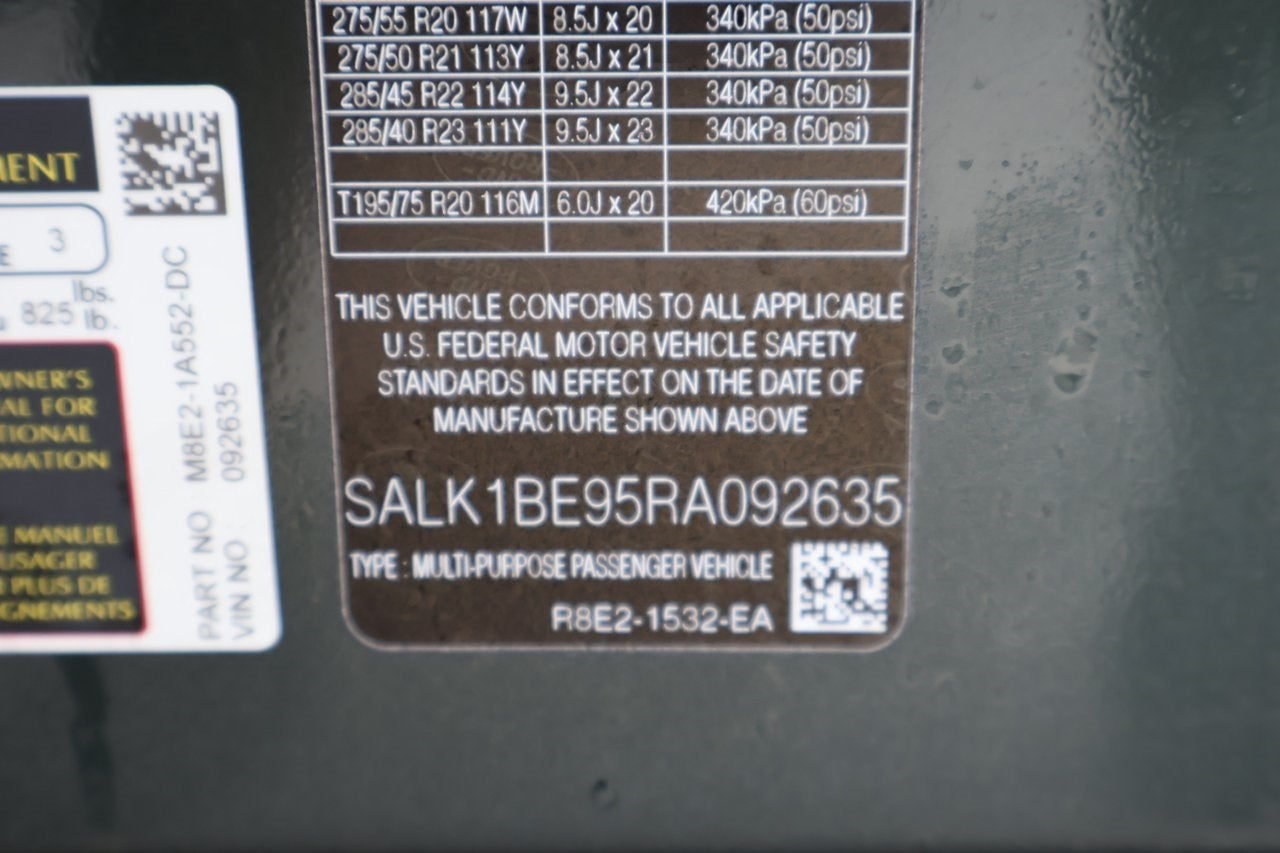 275/55 R20 117W 8.5J x 20 340kPa (50psi)
275/50 R21 113Y 8.5J x 21 340kPa (50psi)
285/45 R22 114Y 9.5J x 22 340kPa (50psi)
285/40 R23 111Y 9.5J x 23 340kPa (50psi)
T195/75 R20 116M 6.0J x 20 420kPa (60psi)
THIS VEHICLE CONFORMS TO ALL APPLICABLE
U.S. FEDERAL MOTOR VEHICLE SAFETY
STANDARDS IN EFFECT ON THE DATE OF
MANUFACTURE SHOWN ABOVE
SALK1BE95RA092635
TYPE : MULTI-PURPOSE PASSENGER VEHICLE
R8E2-1532-EA
MENT
E 3
825 lbs.
lb.
WNER'S
AL FOR
TIONAL
MATION
E MANUEL
USAGER
PLUS DE
GNEMENTS
PART NO : M8E2-1A552-DC
VIN NO : 092635